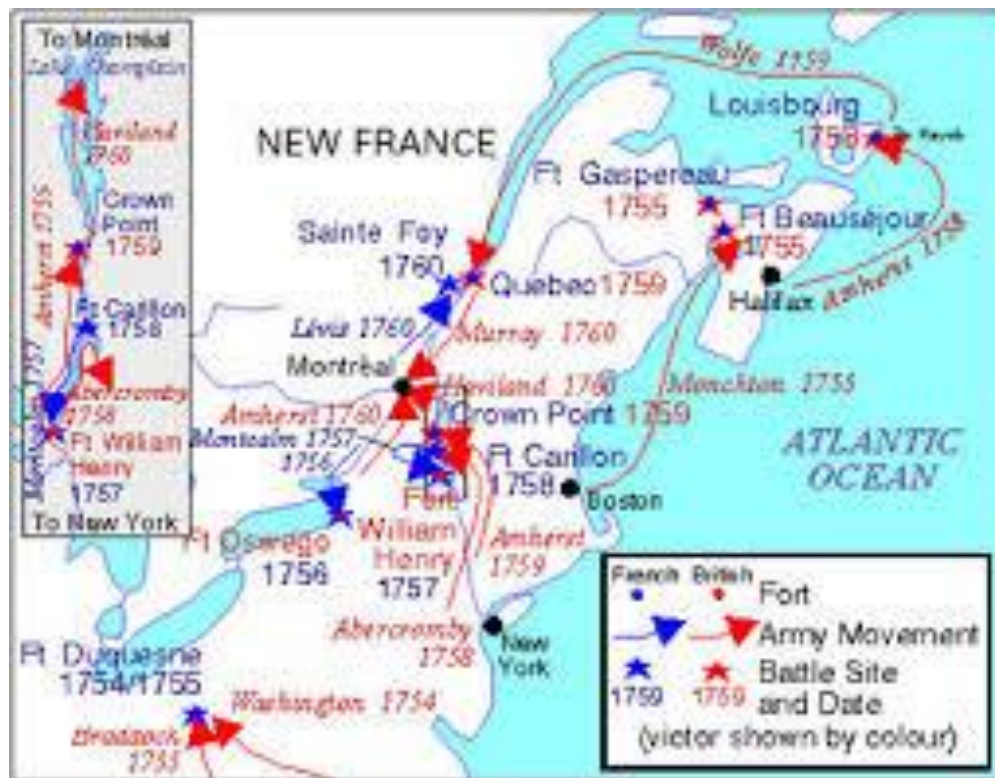 To Montréal
Lake Champlain
Haviland
1760
Crown
Point
1759
Amherst 1755
Ft Carillon
1758
1757
Abercromby
1758
Ft William
Henry
1757
To New York
NEW FRANCE
Wolfe 1759
Louisbourg
1758
Ft Gaspereau
1755
Ft Beauséjour
1755
Halifax
Amherst 1758
Sainte Foy
1760
Quebec 1759
Lévis 1760
Murray 1760
Montréal
Haviland 1760
Monckton 1755
Amherst 1760
Crown Point 1759
Montcalm 1757
1756
Ft Carillon
1758
Boston
ATLANTIC
OCEAN
Fort
William
Henry
1757
Ft Oswego
1756
Amherst
1759
Abercromby
1758
New
York
Ft Duquesne
1754/1755
Washington 1754
Braddock
1755
French British
Fort
Army Movement
Battle Site
and Date
1759 1759
(victor shown by colour)